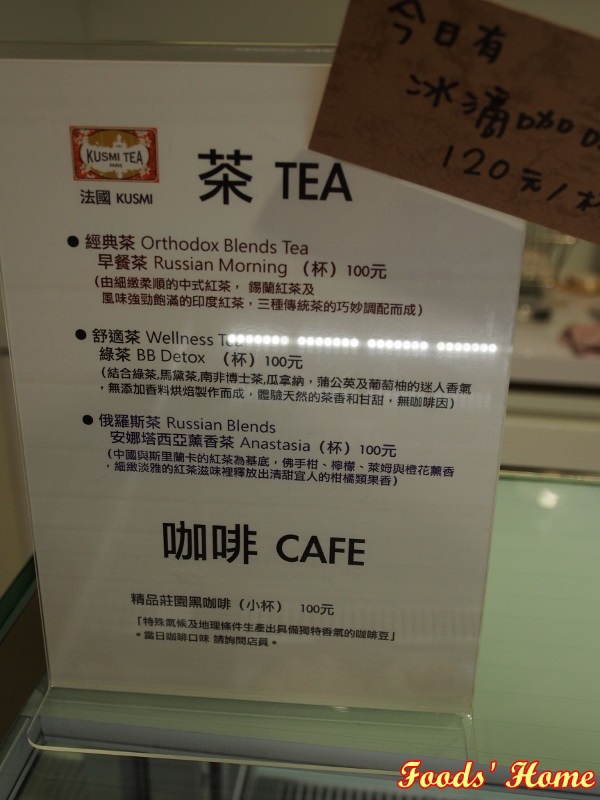 今日有
冰滴咖
120元/
KUSMI TEA
PARIS
法國 KUSMI
茶 TEA
● 經典茶 Orthodox Blends Tea
早餐茶 Russian Morning （杯）100元
（由細緻柔順的中式紅茶， 錫蘭紅茶及
風味強勁飽滿的印度紅茶，三種傳統茶的巧妙調配而成）
● 舒適茶 Wellness Tea
綠茶 BB Detox （杯）100元
（結合綠茶,馬黛茶,南非博士茶,瓜拿納，蒲公英及葡萄柚的迷人香氣
，無添加香料烘焙製作而成，體驗天然的茶香和甘甜，無咖啡因）
● 俄羅斯茶 Russian Blends
安娜塔西亞薰香茶 Anastasia（杯）100元
（中國與斯里蘭卡的紅茶為基底，佛手柑、檸檬、萊姆與橙花薰香
，細緻淡雅的紅茶滋味裡釋放出清甜宜人的柑橘類果香）
咖啡 CAFE
精品莊園黑咖啡（小杯） 100元
「特殊氣候及地理條件生產出具備獨特香氣的咖啡豆」
*當日咖啡口味 請詢問店員*
Foods' Home